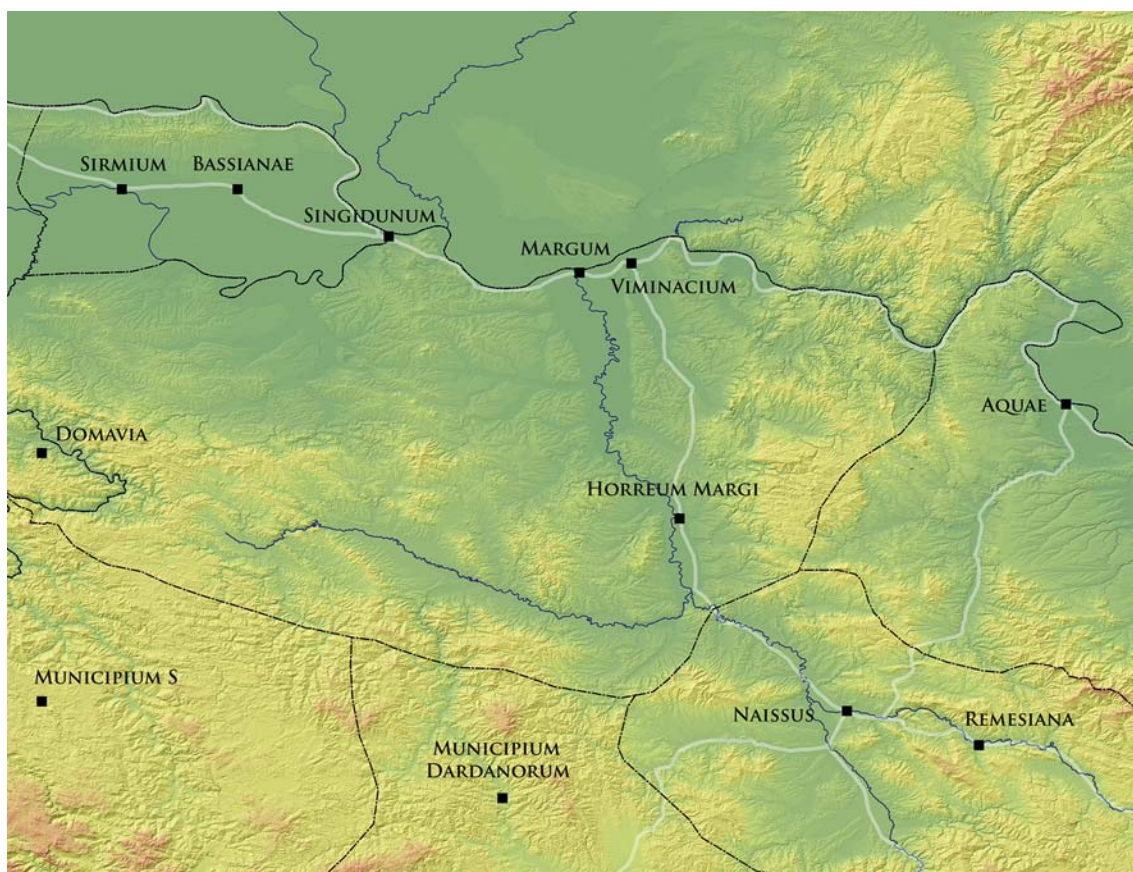 SIRMIUM
BASSIANAE
SINGIDUNUM
MARGUM
VIMINACIUM
AQUAE
DOMAVIA
HORREUM MARGI
MUNICIPIUM S
NAISSUS
REMESIANA
MUNICIPIUM
DARDANORUM